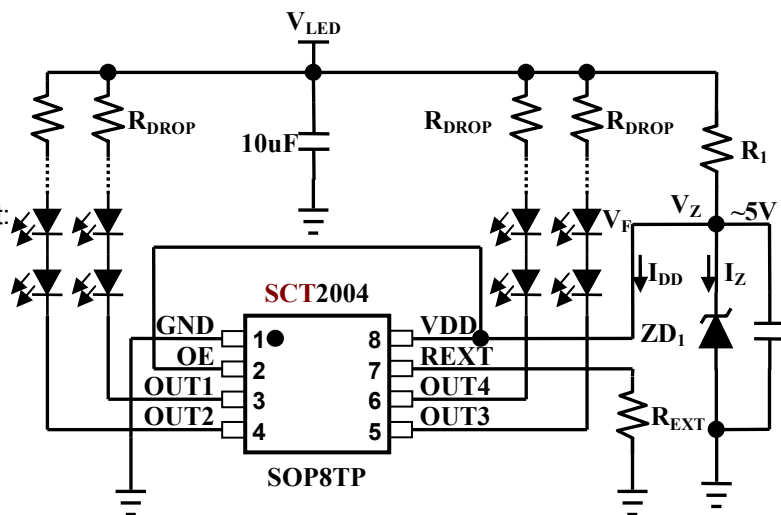 VLED
RDROP
10uF
RDROP
RDROP
R1
VZ
~5V
VF
IDD
IZ
SCT2004
GND
1
8
VDD
ZD1
OE
2
7
REXT
OUT1
3
6
OUT4
OUT2
4
5
OUT3
REXT
SOP8TP